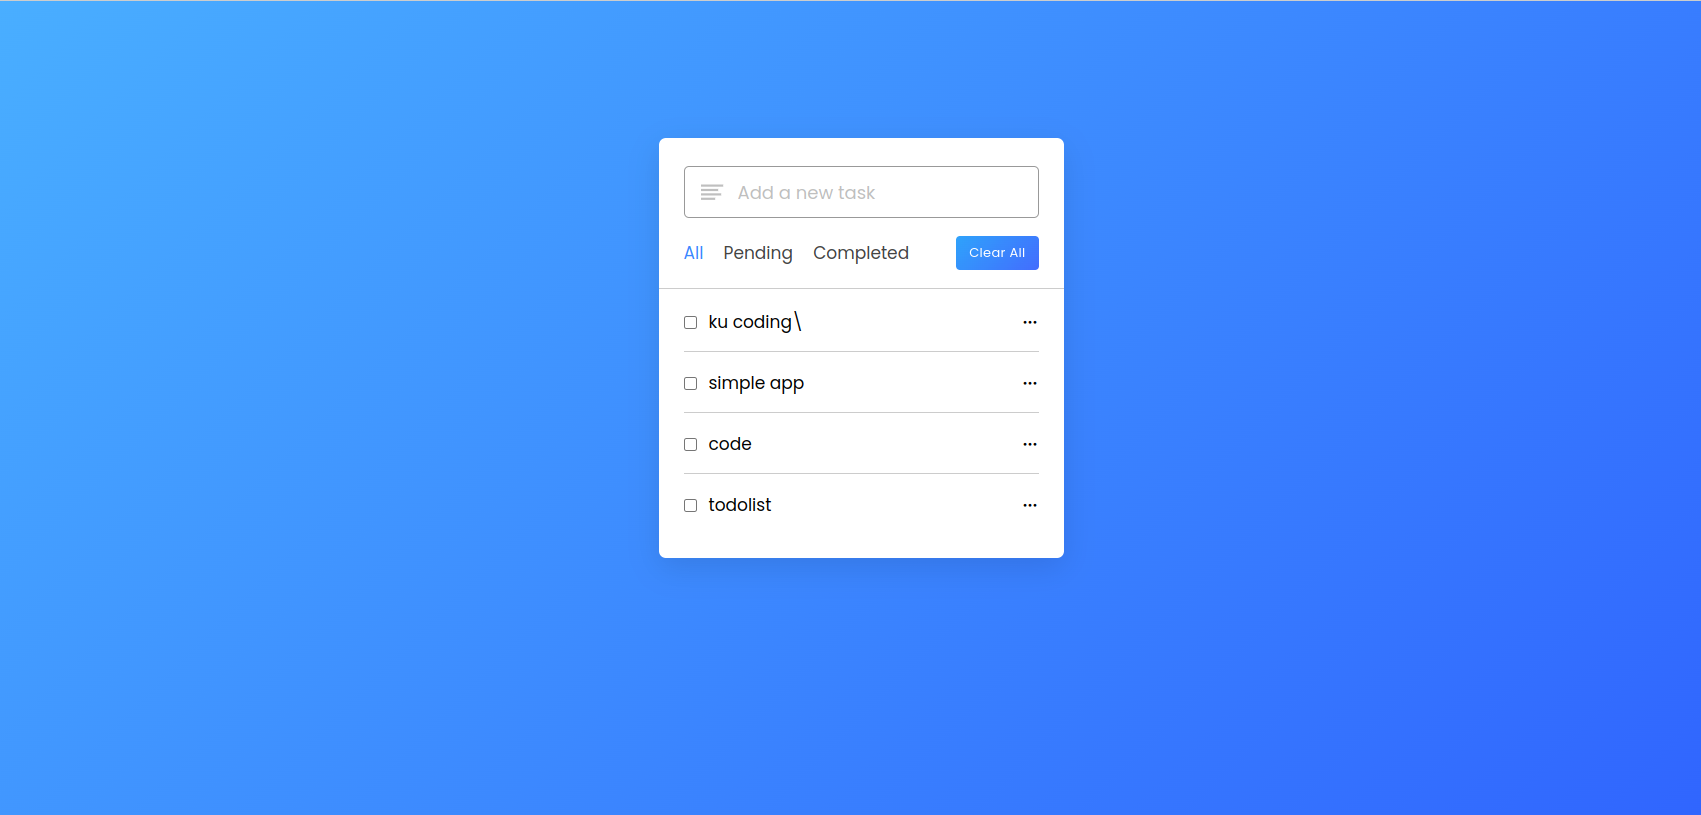 Add a new task
All Pending Completed Clear All
ku coding\
simple app
code
todolist